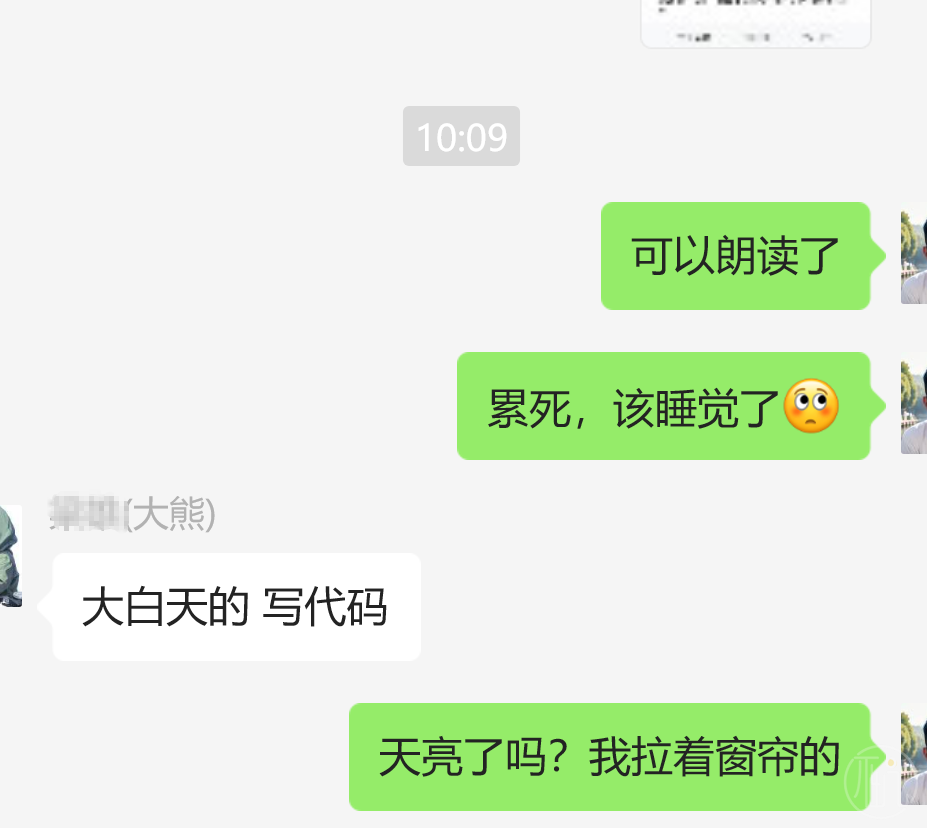 10:09
可以朗读了
累死，该睡觉了🥺
(大熊)
大白天的 写代码
天亮了吗？我拉着窗帘的